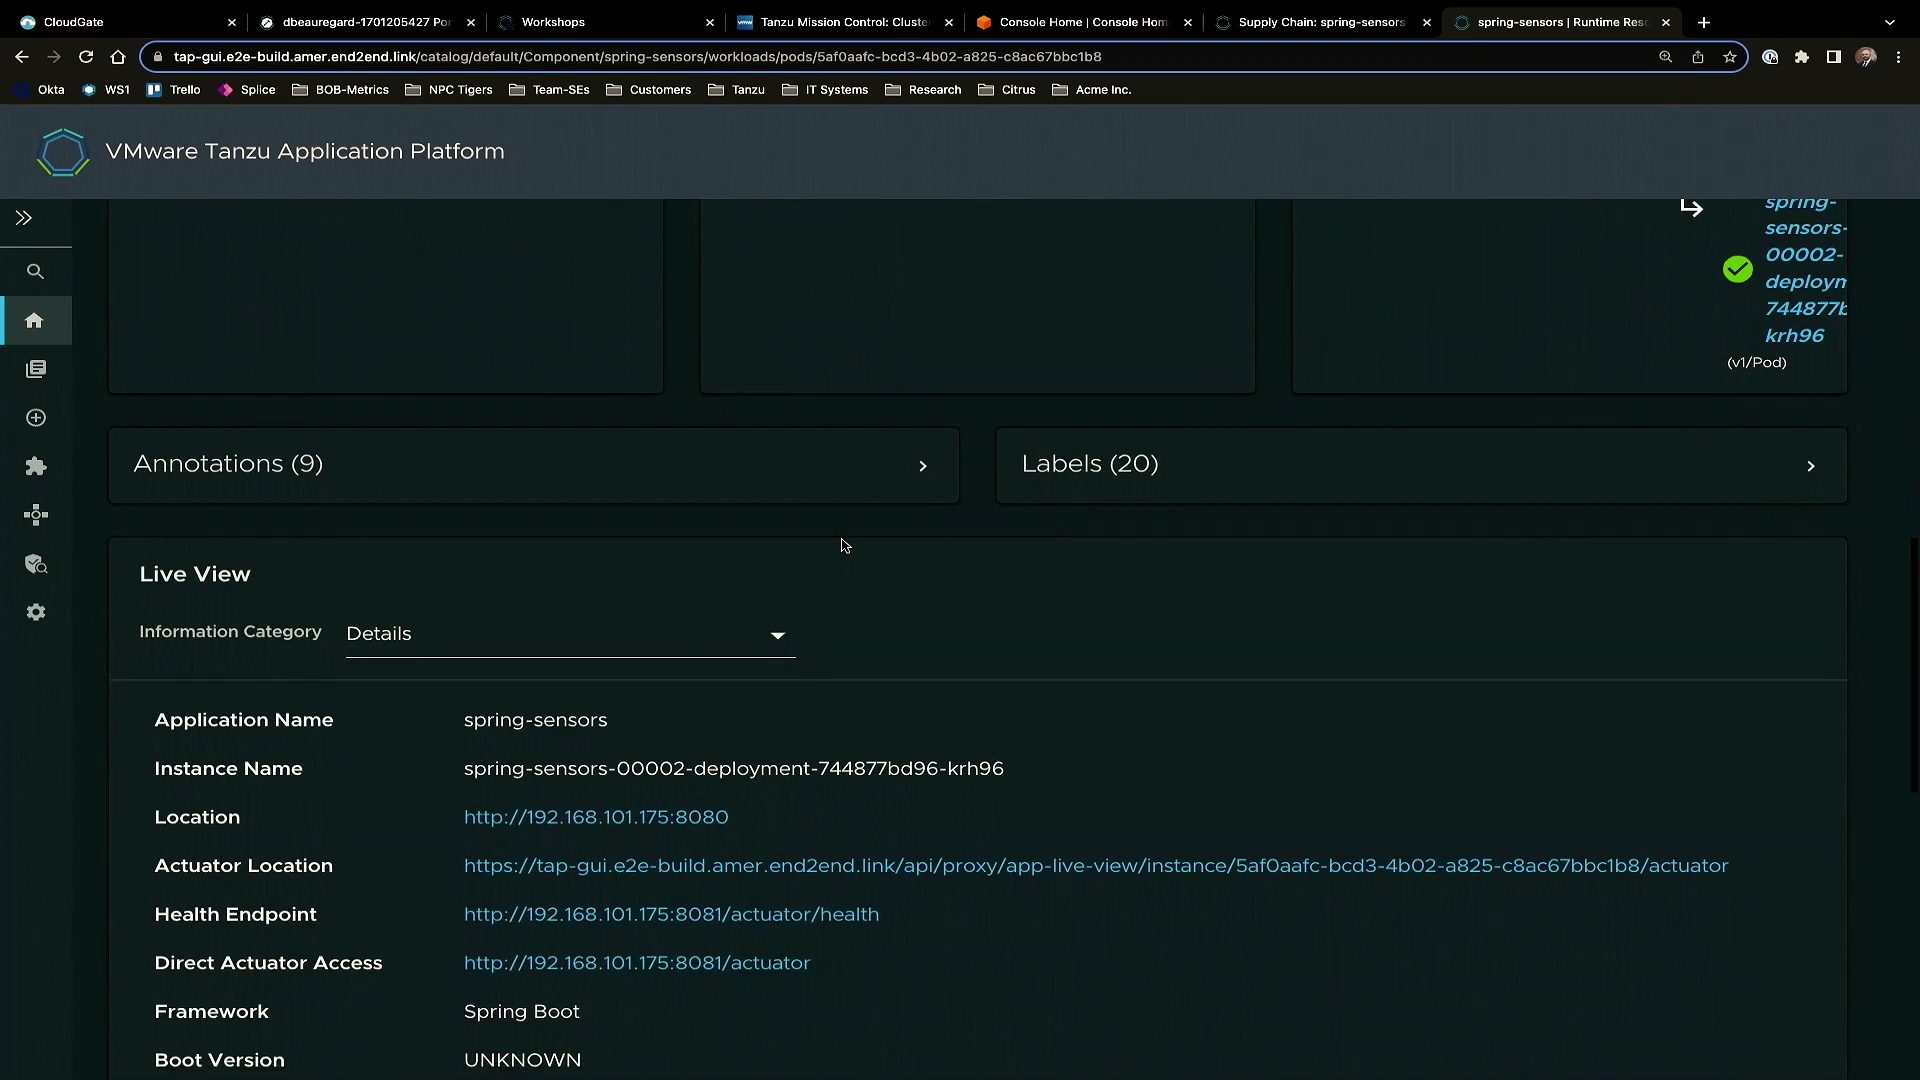 CloudGate
dbeauregard-1701205427 Por
Workshops
Tanzu Mission Control: Cluste
Console Home | Console Hom
Supply Chain: spring-sensors
spring-sensors | Runtime Reso
tap-gui.e2e-build.amer.end2end.link/catalog/default/Component/spring-sensors/workloads/pods/5af0aafc-bcd3-4b02-a825-c8ac67bbc1b8
Okta
WS1
Trello
Splice
BOB-Metrics
NPC Tigers
Team-SEs
Customers
Tanzu
IT Systems
Research
Citrus
Acme Inc.
VMware Tanzu Application Platform
spring-
sensors-
00002-
deploym
744877b
krh96
(v1/Pod)
Annotations (9)
Labels (20)
Live View
Information Category Details
Application Name spring-sensors
Instance Name spring-sensors-00002-deployment-744877bd96-krh96
Location http://192.168.101.175:8080
Actuator Location https://tap-gui.e2e-build.amer.end2end.link/api/proxy/app-live-view/instance/5af0aafc-bcd3-4b02-a825-c8ac67bbc1b8/actuator
Health Endpoint http://192.168.101.175:8081/actuator/health
Direct Actuator Access http://192.168.101.175:8081/actuator
Framework Spring Boot
Boot Version UNKNOWN